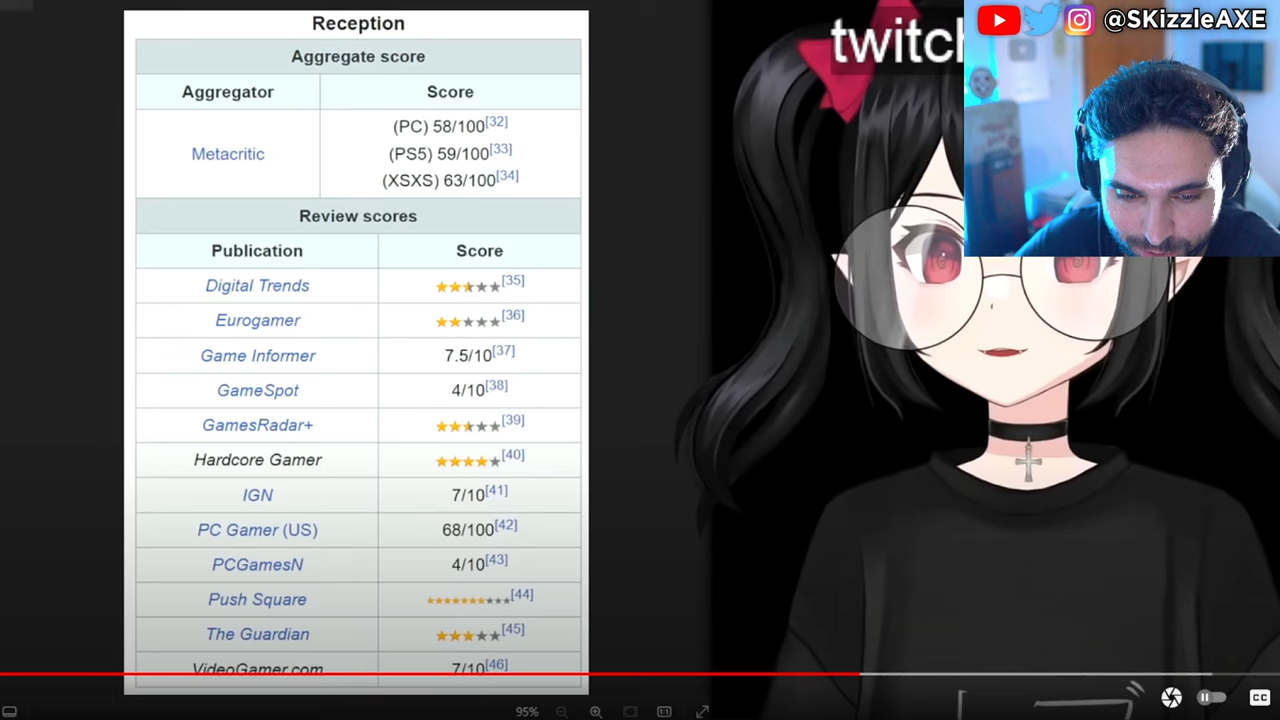 Reception
Aggregate score
Aggregator Score
Metacritic
(PC) 58/100[32]
(PS5) 59/100[33]
(XSXS) 63/100[34]
Review scores
Publication Score
Digital Trends [35]
Eurogamer [36]
Game Informer 7.5/10[37]
GameSpot 4/10[38]
GamesRadar+ [39]
Hardcore Gamer [40]
IGN 7/10[41]
PC Gamer (US) 68/100[42]
PCGamesN 4/10[43]
Push Square [44]
The Guardian [45]
VideoGamer.com 7/10[46]
twitch
@SKizzleAXE
95%
1:1
CC